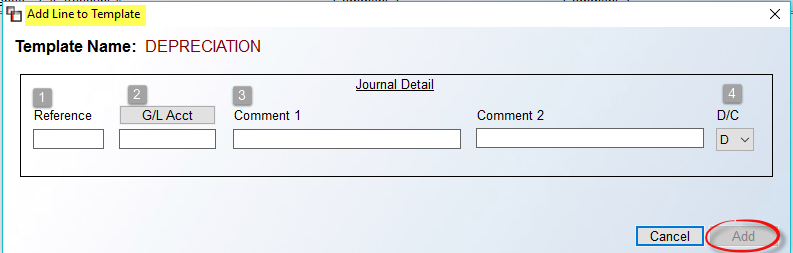 Add Line to Template
Template Name: DEPRECIATION
Journal Detail
1 2 3 4
Reference G/L Acct Comment 1 Comment 2 D/C
D
Cancel Add